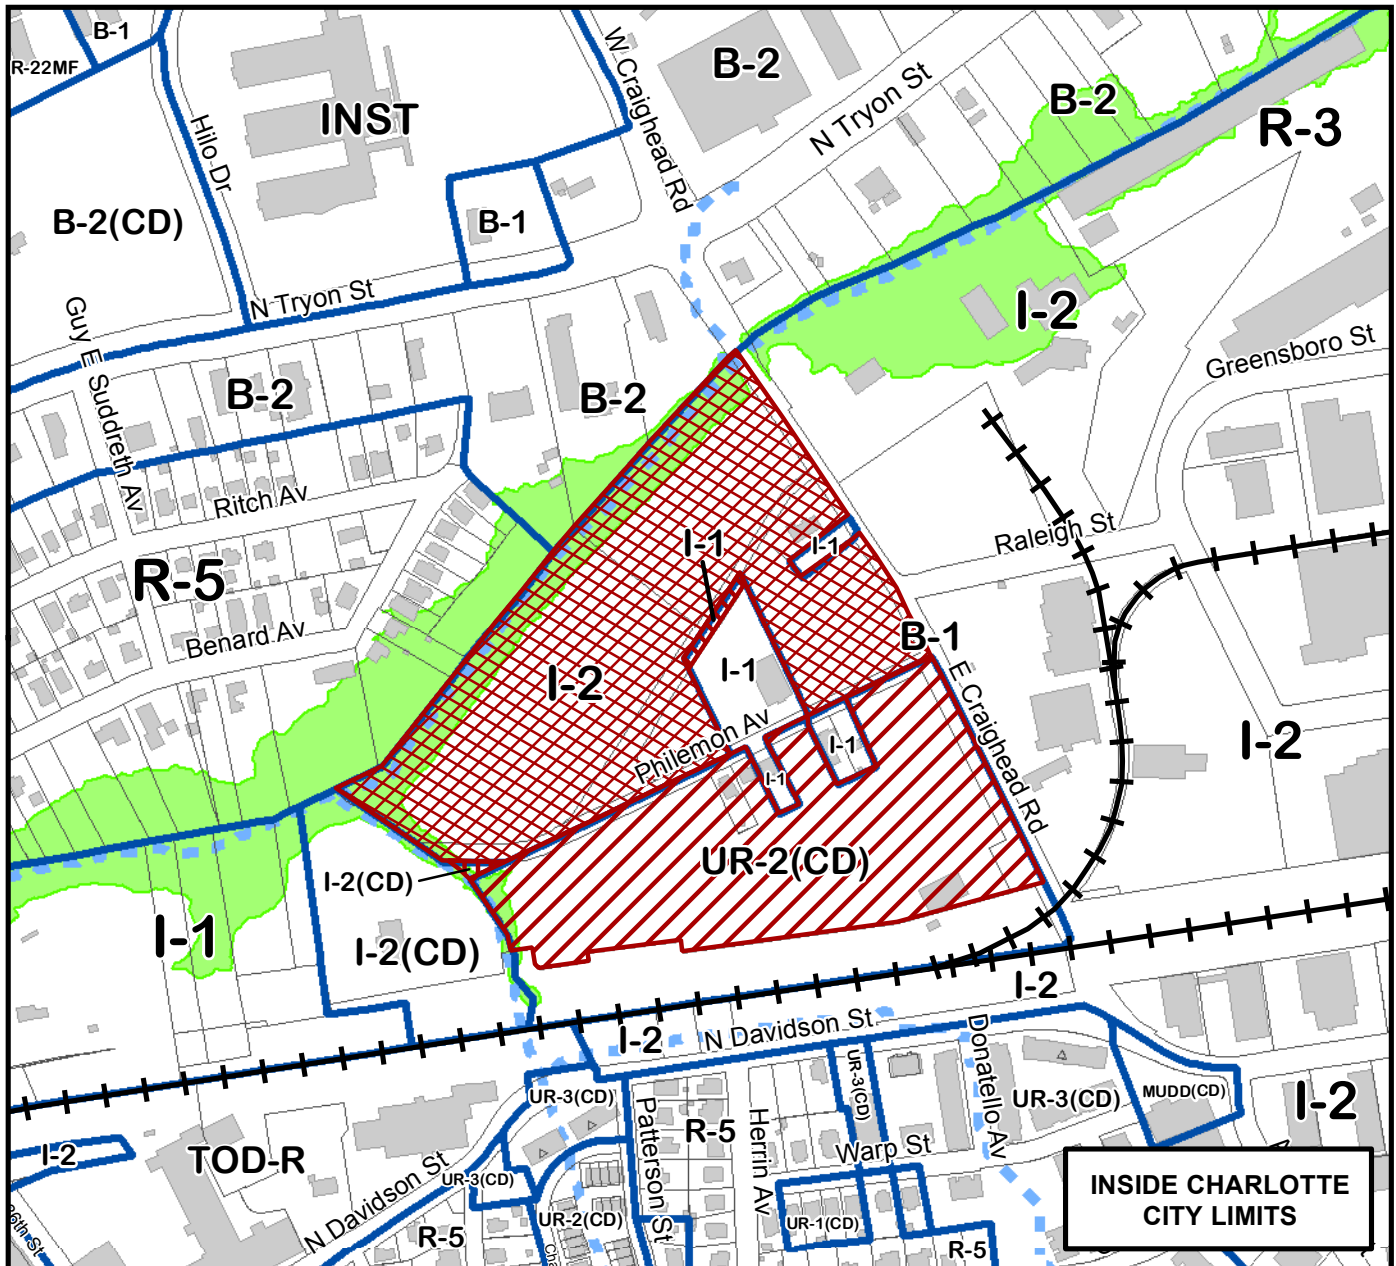 B-1
R-22MF
INST
Hilo Dr
B-2(CD)
W Craighead Rd
B-2
N Tryon St
B-2
R-3
B-1
N Tryon St
I-2
Greensboro St
Guy E Suddreth Av
B-2
B-2
Ritch Av
R-5
Benard Av
I-1
I-1
Raleigh St
B-1
I-2
I-1
E Craighead Rd
I-2
Philemon Av
I-1
I-1
UR-2(CD)
I-2(CD)
I-1
I-2(CD)
I-2
I-2
N Davidson St
Donatello Av
UR-3(CD)
UR-3(CD)
UR-3(CD)
MUDD(CD)
I-2
Patterson St
R-5
Herrin Av
Warp St
I-2
TOD-R
N Davidson St
UR-3(CD)
UR-2(CD)
UR-1(CD)
R-5
R-5
INSIDE CHARLOTTE
CITY LIMITS